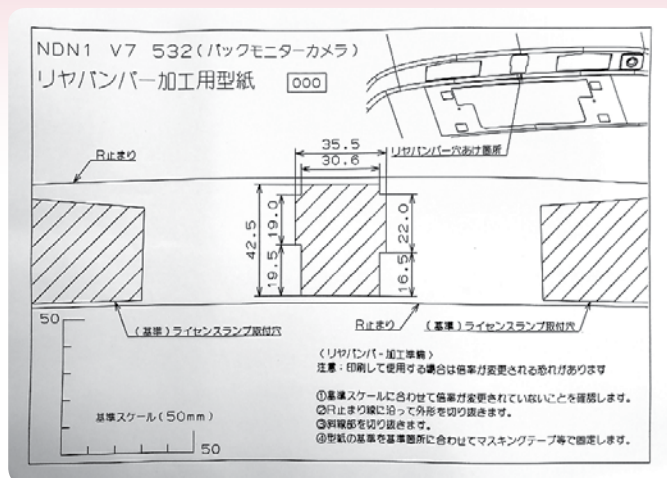 NDN1 V7 532(バックモニターカメラ)
リヤバンパー加工用型紙 000
リヤバンパー穴あけ箇所
R止まり
35.5
30.6
42.5
19.0
19.5
22.0
16.5
(基準)ライセンスランプ取付穴
R止まり
(基準)ライセンスランプ取付穴
50
基準スケール(50mm)
50
(リヤバンパー加工準備)
注意:印刷して使用する場合は倍率が変更される恐れがあります
①基準スケールに合わせて倍率が変更されていないことを確認します。
②R止まり線に沿って外形を切り抜きます。
③斜線部を切り抜きます。
④型紙の基準を基準箇所に合わせてマスキングテープ等で固定します。